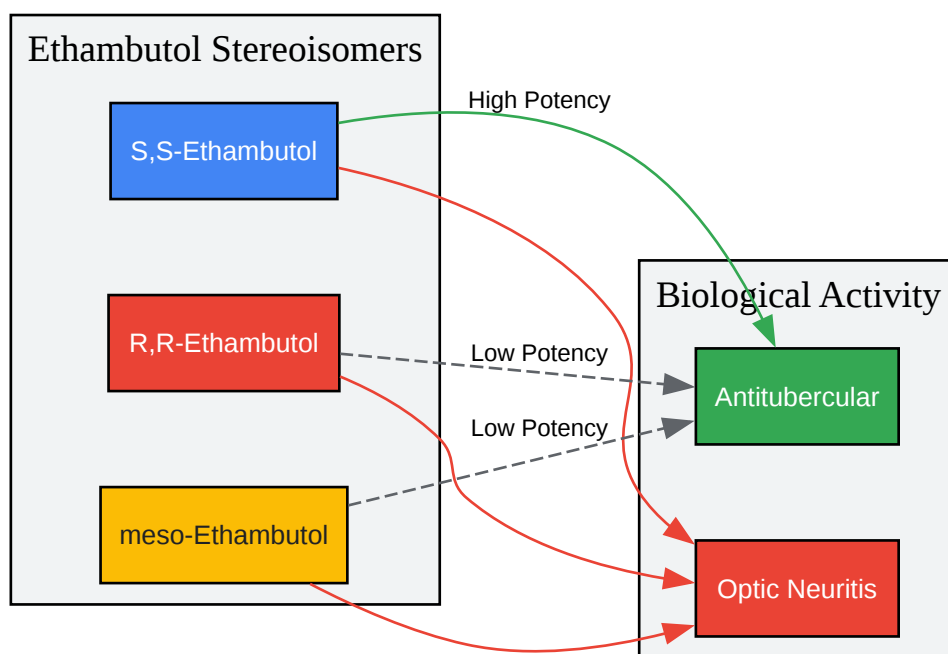 Ethambutol Stereoisomers
High Potency
S,S-Ethambutol
Biological Activity
R,R-Ethambutol
Low Potency
Antitubercular
Low Potency
meso-Ethambutol
Optic Neuritis